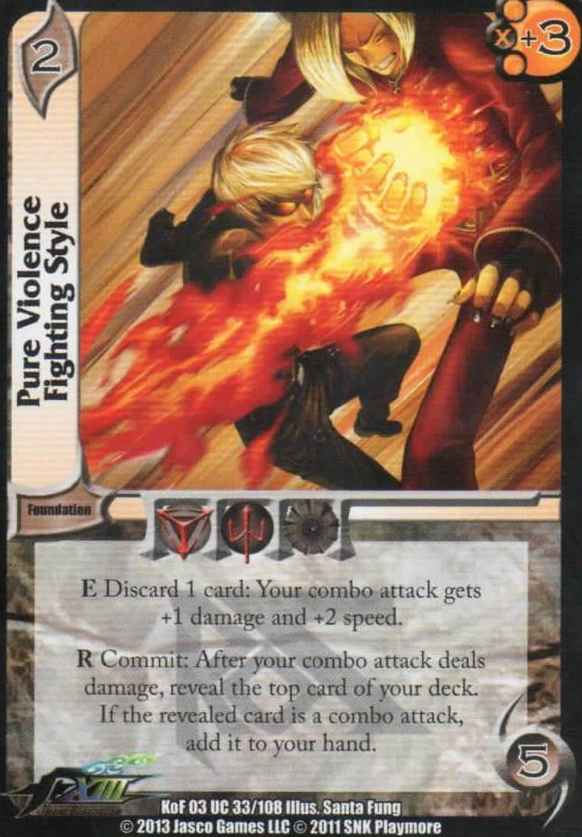 2
X +3
Pure Violence
Fighting Style
Foundation
E Discard 1 card: Your combo attack gets
+1 damage and +2 speed.
R Commit: After your combo attack deals
damage, reveal the top card of your deck.
If the revealed card is a combo attack,
add it to your hand.
5
XIII
KoF 03 UC 33/108 Illus. Santa Fung
© 2013 Jasco Games LLC © 2011 SNK Playmore